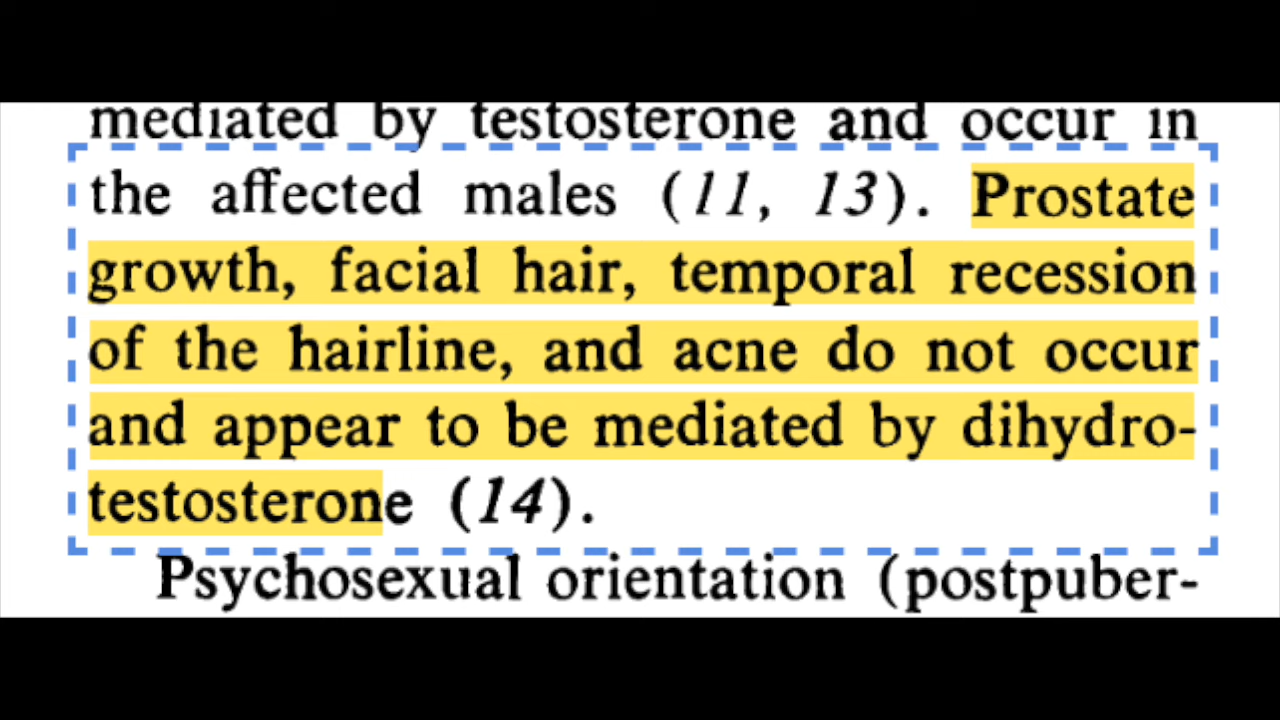 mediated by testosterone and occur in
the affected males (11, 13). Prostate
growth, facial hair, temporal recession
of the hairline, and acne do not occur
and appear to be mediated by dihydro-
testosterone (14).
Psychosexual orientation (postpuber-